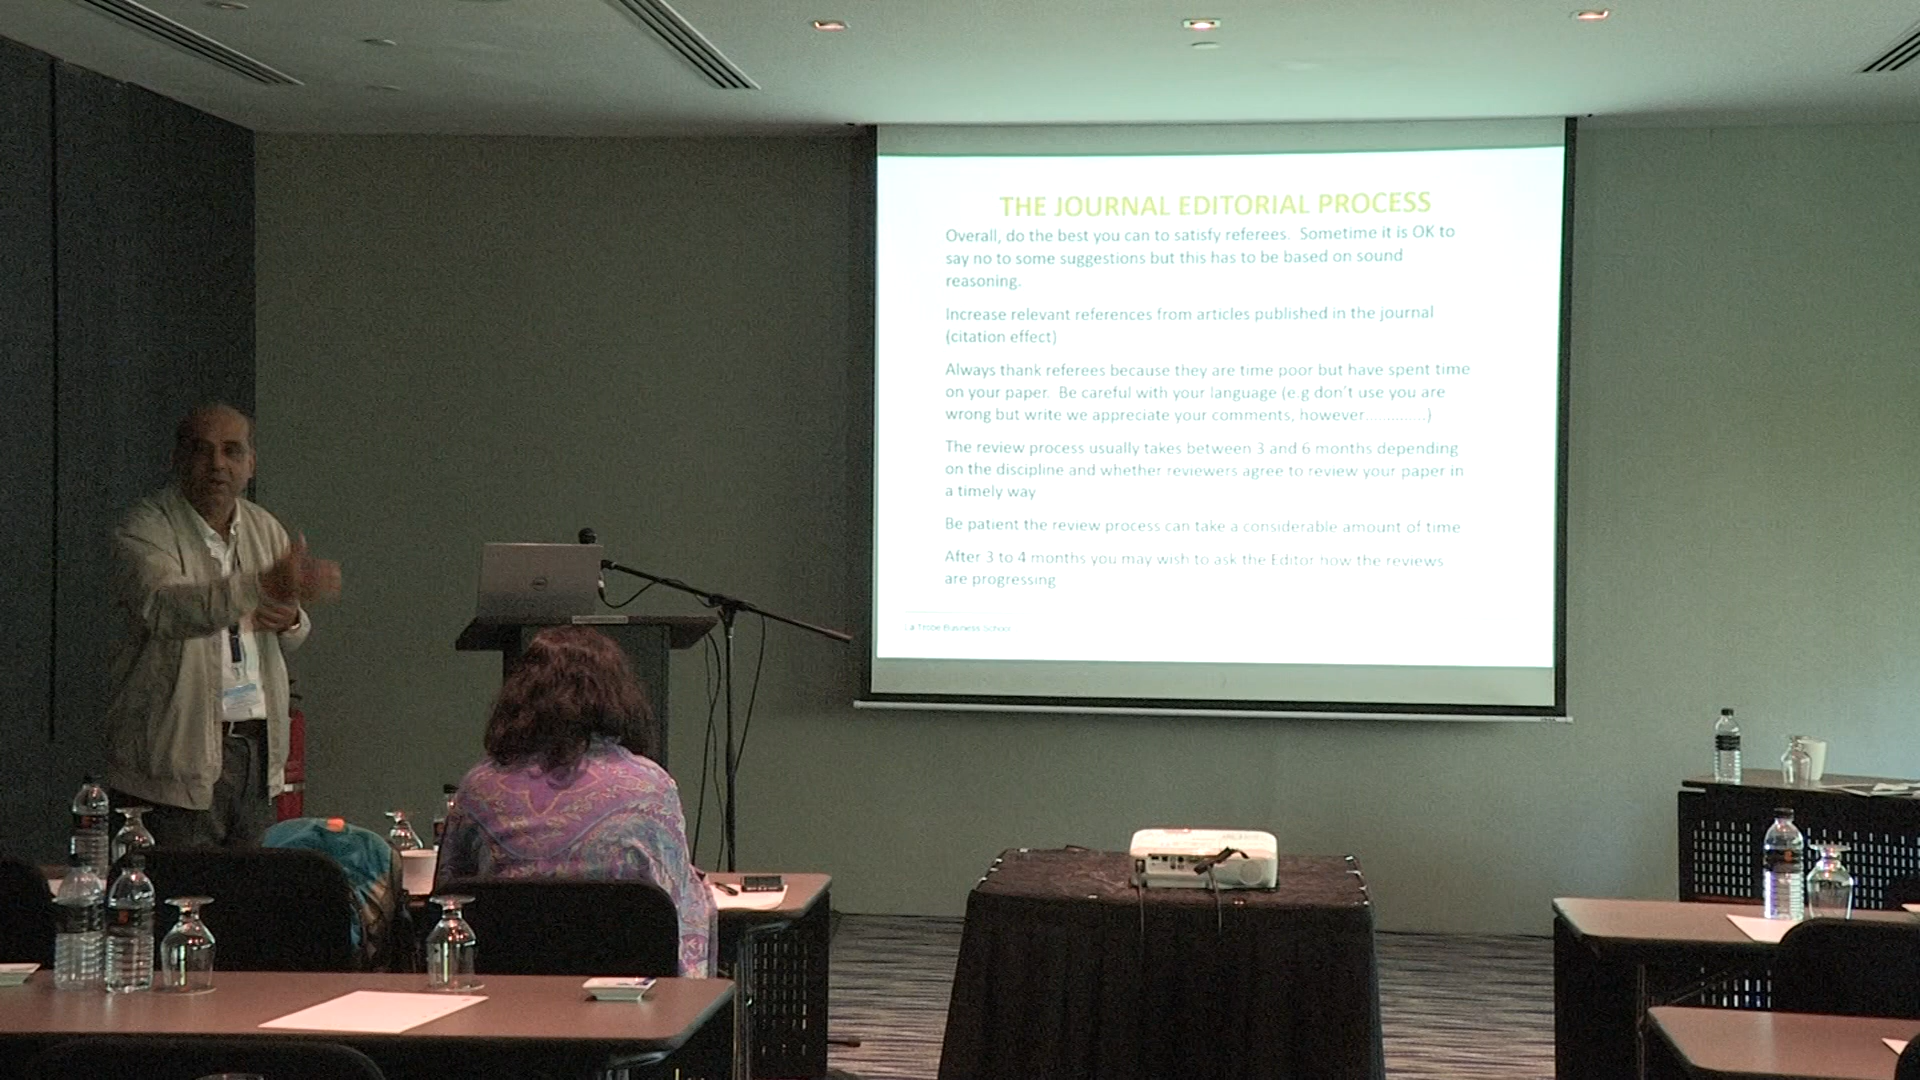 THE JOURNAL EDITORIAL PROCESS
Overall, do the best you can to satisfy referees. Sometime it is OK to
say no to some suggestions but this has to be based on sound
reasoning.
Increase relevant references from articles published in the journal
(citation effect)
Always thank referees because they are time poor but have spent time
on your paper. Be careful with your language (e.g don't use you are
wrong but write we appreciate your comments, however..............)
The review process usually takes between 3 and 6 months depending
on the discipline and whether reviewers agree to review your paper in
a timely way
Be patient the review process can take a considerable amount of time
After 3 to 4 months you may wish to ask the Editor how the reviews
are progressing
La Trobe Business School
DELL